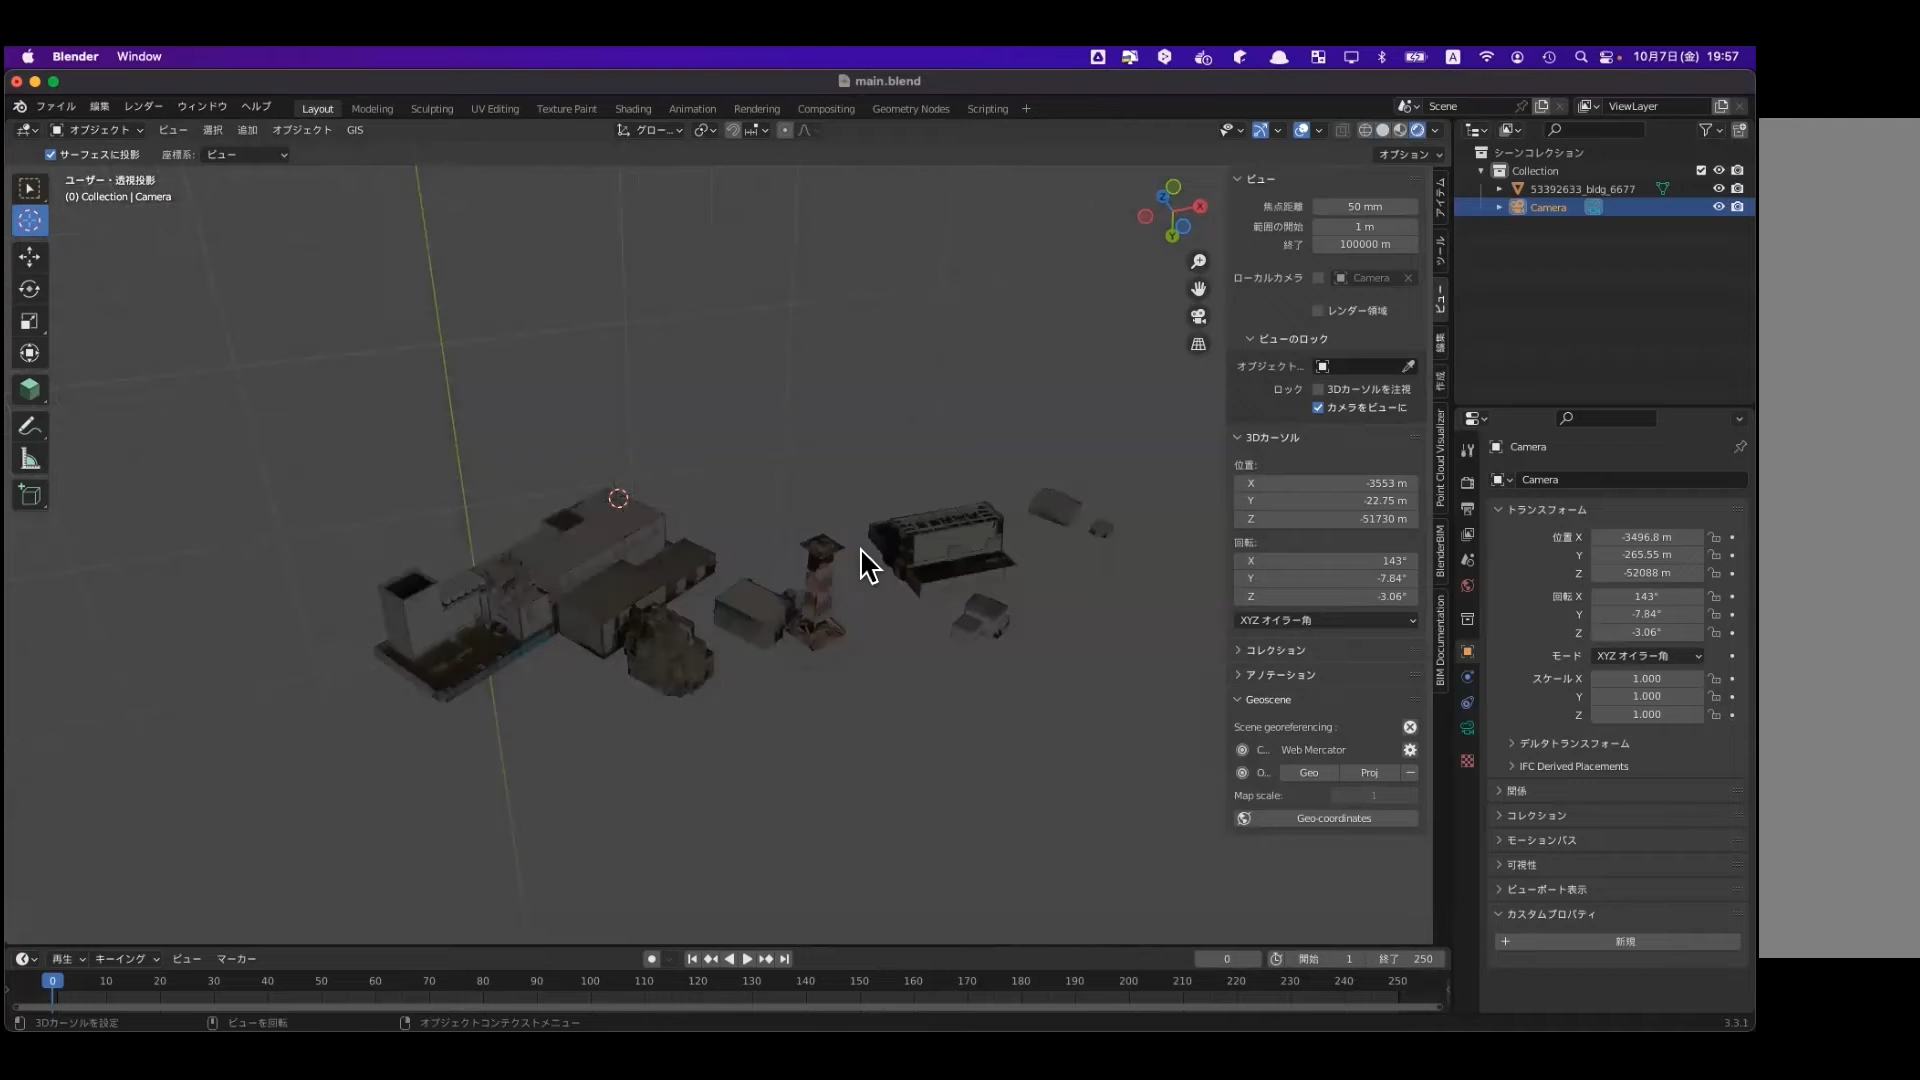 Blender Window
A 10月7日(金) 19:57
main.blend
ファイル 編集 レンダー ウィンドウ ヘルプ Layout Modeling Sculpting UV Editing Texture Paint Shading Animation Rendering Compositing Geometry Nodes Scripting + Scene ViewLayer
オブジェクト ビュー 選択 追加 オブジェクト GIS グロー...
サーフェスに投影 座標系: ビュー オプション
ユーザー・透視投影
(0) Collection | Camera
X
Y
Z
ビュー
焦点距離 50 mm
範囲の開始 1 m
終了 100000 m
ローカルカメラ Camera
レンダー領域
ビューのロック
オブジェクト...
ロック 3Dカーソルを注視
カメラをビューに
3Dカーソル
位置:
X -3553 m
Y -22.75 m
Z -51730 m
回転:
X 143°
Y -7.84°
Z -3.06°
XYZ オイラー角
コレクション
アノテーション
Geoscene
Scene georeferencing :
C... Web Mercator
O... Geo Proj
Map scale: 1
Geo-coordinates
アイテム
ツール
ビュー
編集
作成
Point Cloud Visualizer
BlenderBIM
BIM Documentation
シーンコレクション
Collection
53392633_bldg_6677
Camera
Camera
Camera
トランスフォーム
位置 X -3496.8 m
Y -265.55 m
Z -52088 m
回転 X 143°
Y -7.84°
Z -3.06°
モード XYZ オイラー角
スケール X 1.000
Y 1.000
Z 1.000
デルタトランスフォーム
IFC Derived Placements
関係
コレクション
モーションパス
可視性
ビューポート表示
カスタムプロパティ
+ 新規
再生 キーイング ビュー マーカー 0 開始 1 終了 250
0 10 20 30 40 50 60 70 80 90 100 110 120 130 140 150 160 170 180 190 200 210 220 230 240 250
3Dカーソルを設定 ビューを回転 オブジェクトコンテクストメニュー 3.3.1